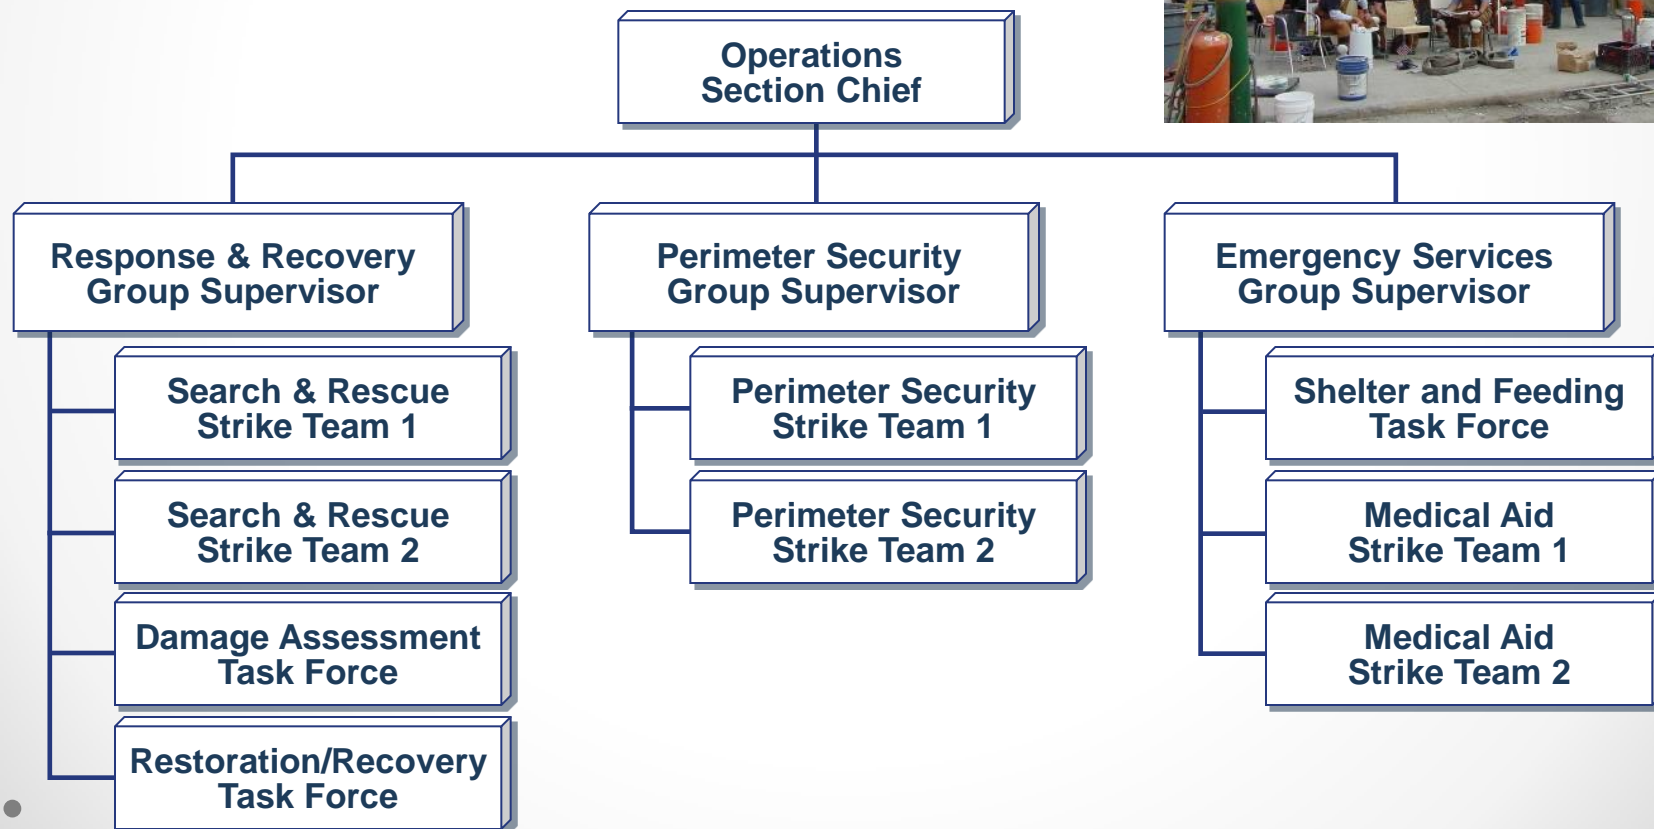 Operations
Section Chief
Response & Recovery
Group Supervisor
Perimeter Security
Group Supervisor
Emergency Services
Group Supervisor
Search & Rescue
Strike Team 1
Search & Rescue
Strike Team 2
Damage Assessment
Task Force
Restoration/Recovery
Task Force
Perimeter Security
Strike Team 1
Perimeter Security
Strike Team 2
Shelter and Feeding
Task Force
Medical Aid
Strike Team 1
Medical Aid
Strike Team 2